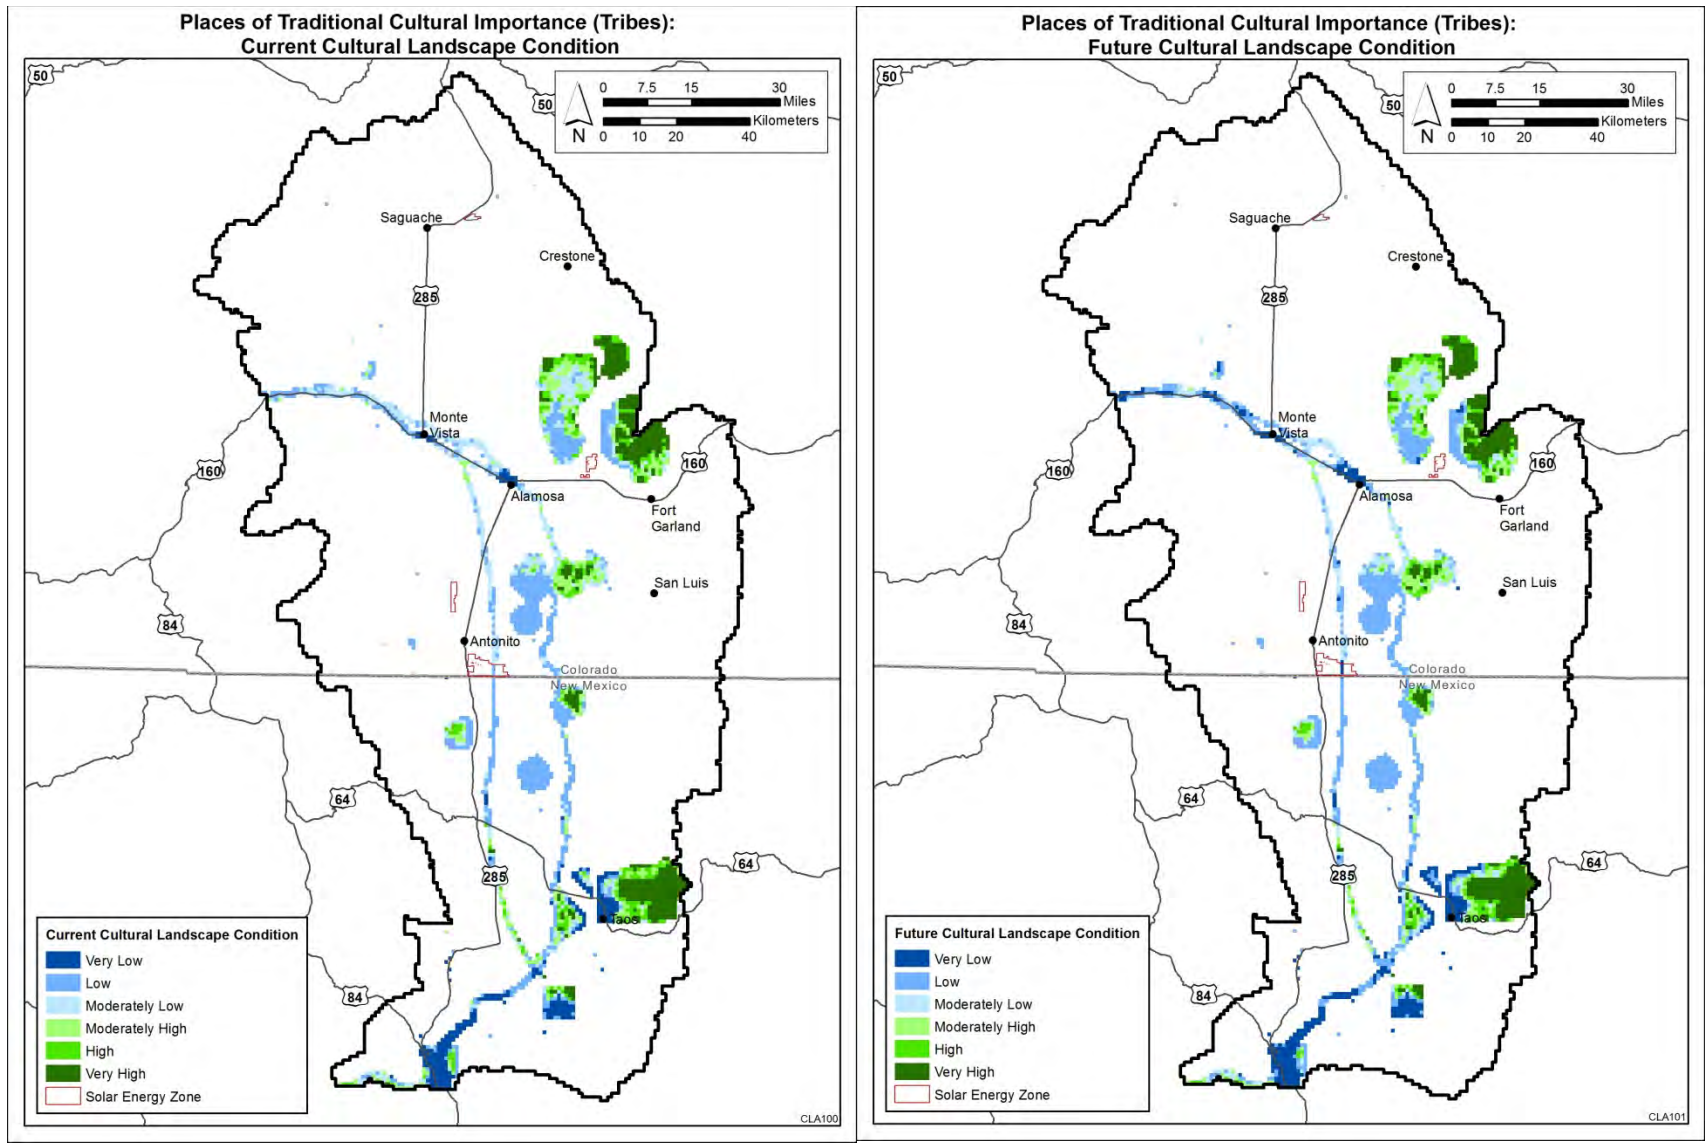 Places of Traditional Cultural Importance (Tribes):
Current Cultural Landscape Condition
50
50
0 7.5 15 30
Miles
Kilometers
0 10 20 40
N
Saguache
Crestone
285
Monte
Vista
160
160
Alamosa
Fort
Garland
San Luis
84
Antonito
Colorado
New Mexico
64
64
285
Taos
84
Current Cultural Landscape Condition
Very Low
Low
Moderately Low
Moderately High
High
Very High
Solar Energy Zone
CLA100
Places of Traditional Cultural Importance (Tribes):
Future Cultural Landscape Condition
50
50
0 7.5 15 30
Miles
Kilometers
0 10 20 40
N
Saguache
Crestone
285
Monte
Vista
160
160
Alamosa
Fort
Garland
San Luis
84
Antonito
Colorado
New Mexico
64
64
285
Taos
84
Future Cultural Landscape Condition
Very Low
Low
Moderately Low
Moderately High
High
Very High
Solar Energy Zone
CLA101